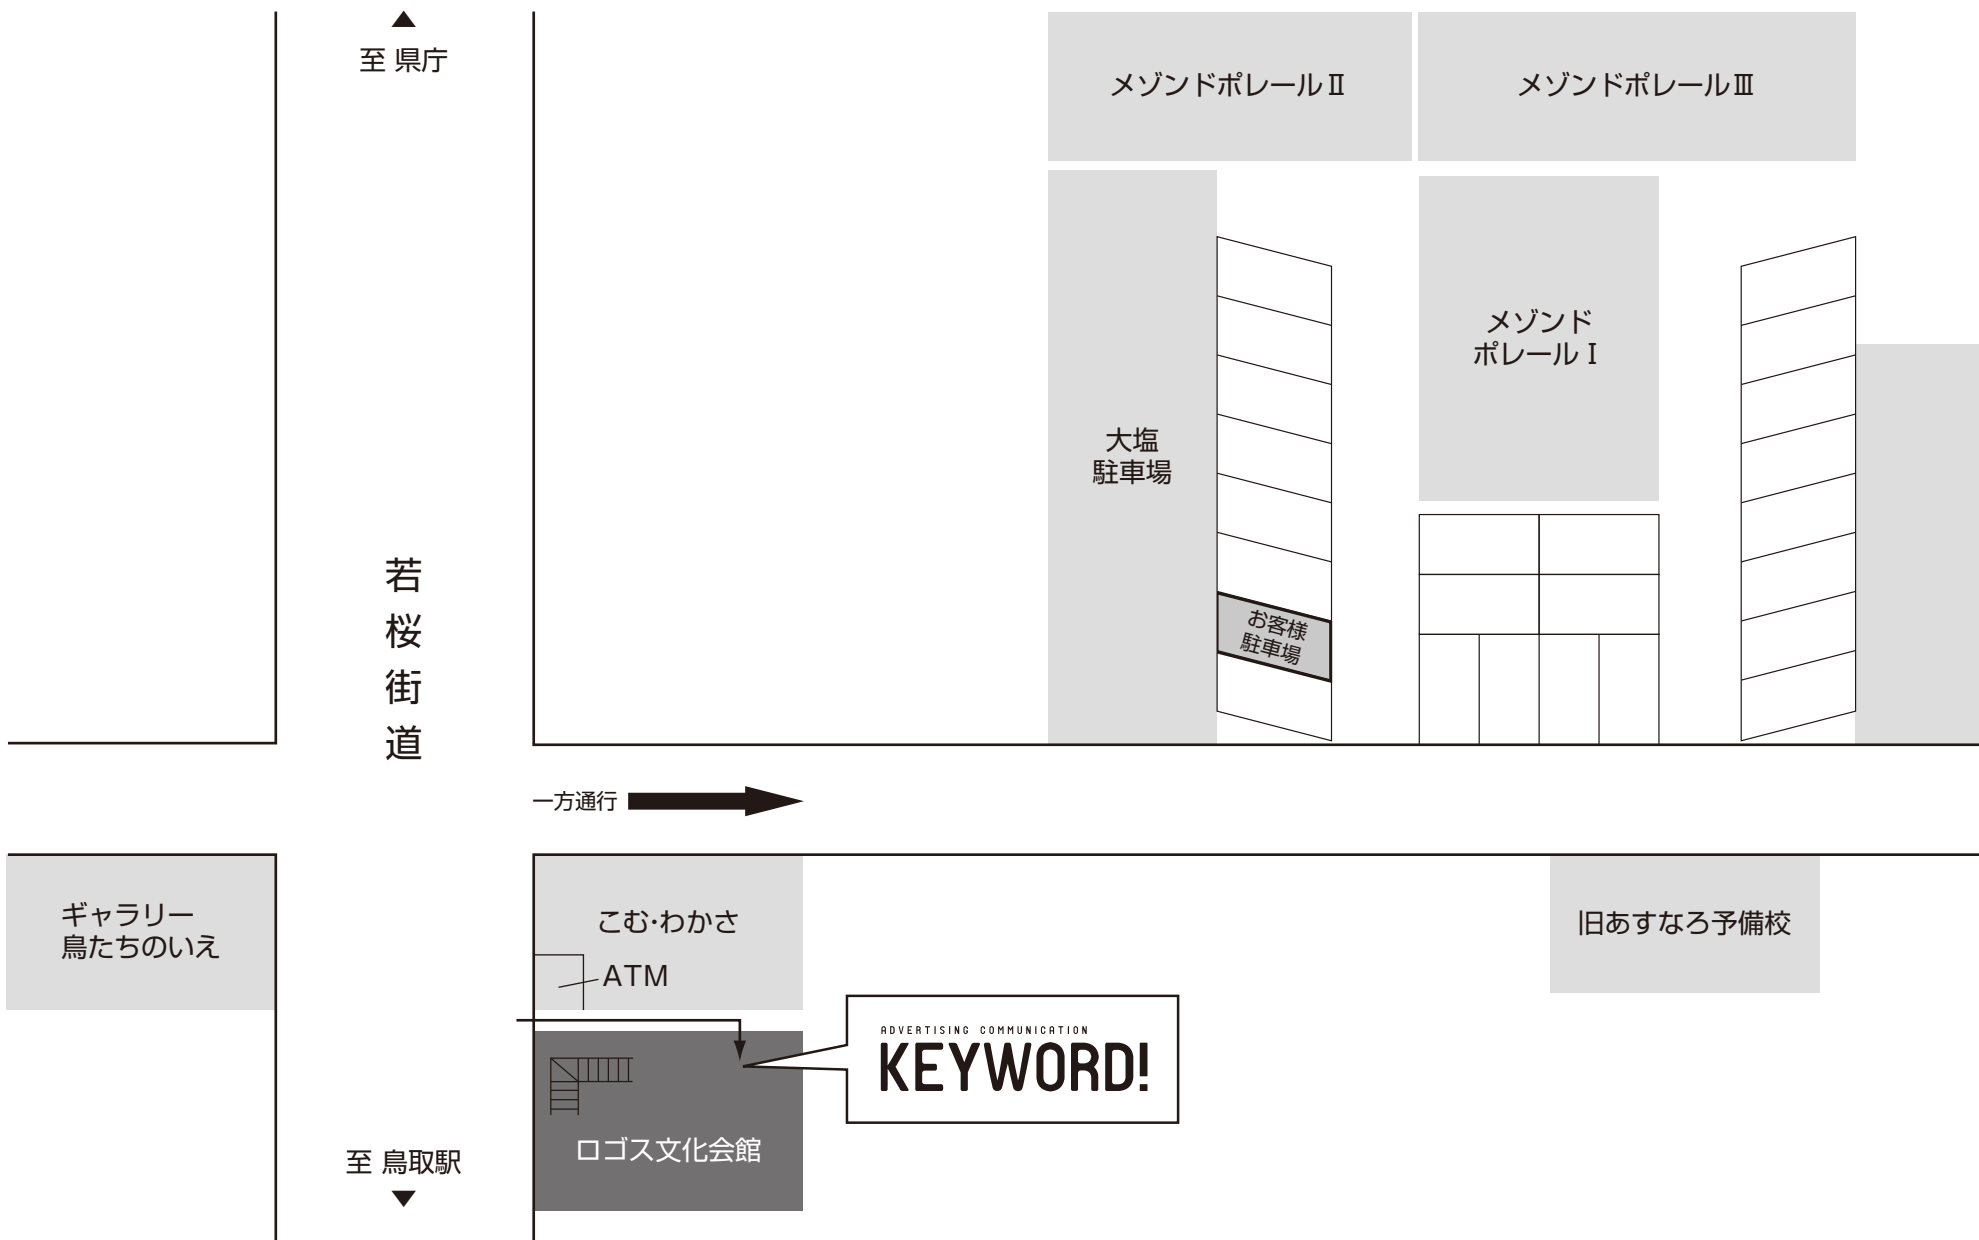 至 県庁
メゾンドポレールⅡ
メゾンドポレールⅢ
メゾンド
ポレールⅠ
大塩
駐車場
若桜街道
お客様
駐車場
一方通行
ギャラリー
鳥たちのいえ
こむ・わかさ
ATM
旧あすなろ予備校
ADVERTISING COMMUNICATION
KEYWORD!
ロゴス文化会館
至 鳥取駅